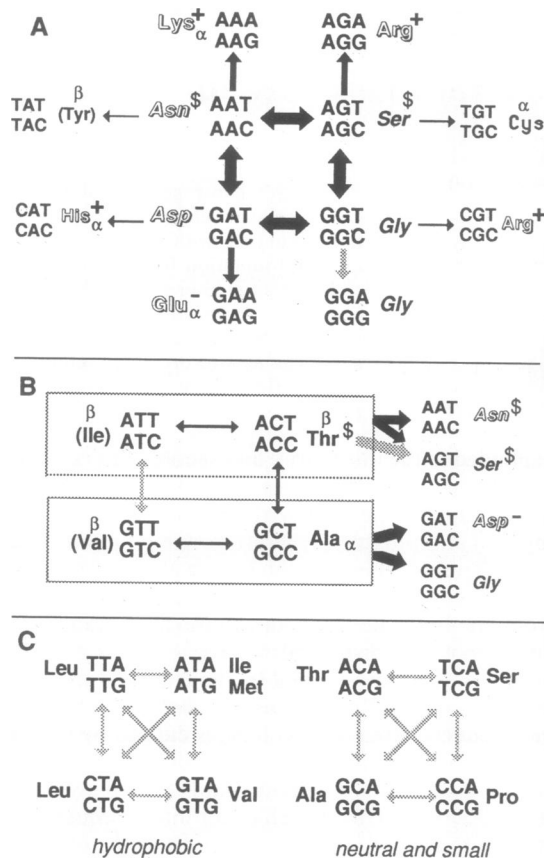 A
Lys + α AAA AAG
AGA AGG Arg +
TAT TAC β (Tyr) Asn $ AAT AAC
AGT AGC Ser $ TGT TGC α Cys
CAT CAC His + α Asp − GAT GAC
GGT GGC Gly CGT CGC Arg +
Glu − α GAA GAG
GGA GGG Gly
B
β (Ile) ATT ATC
ACT ACC β Thr $
AAT AAC Asn $
AGT AGC Ser $
β (Val) GTT GTC
GCT GCC Ala α
GAT GAC Asp −
GGT GGC Gly
C
Leu TTA TTG ATA ATG Ile Met
Thr ACA ACG TCA TCG Ser
Leu CTA CTG GTA GTG Val
Ala GCA GCG CCA CCG Pro
hydrophobic
neutral and small